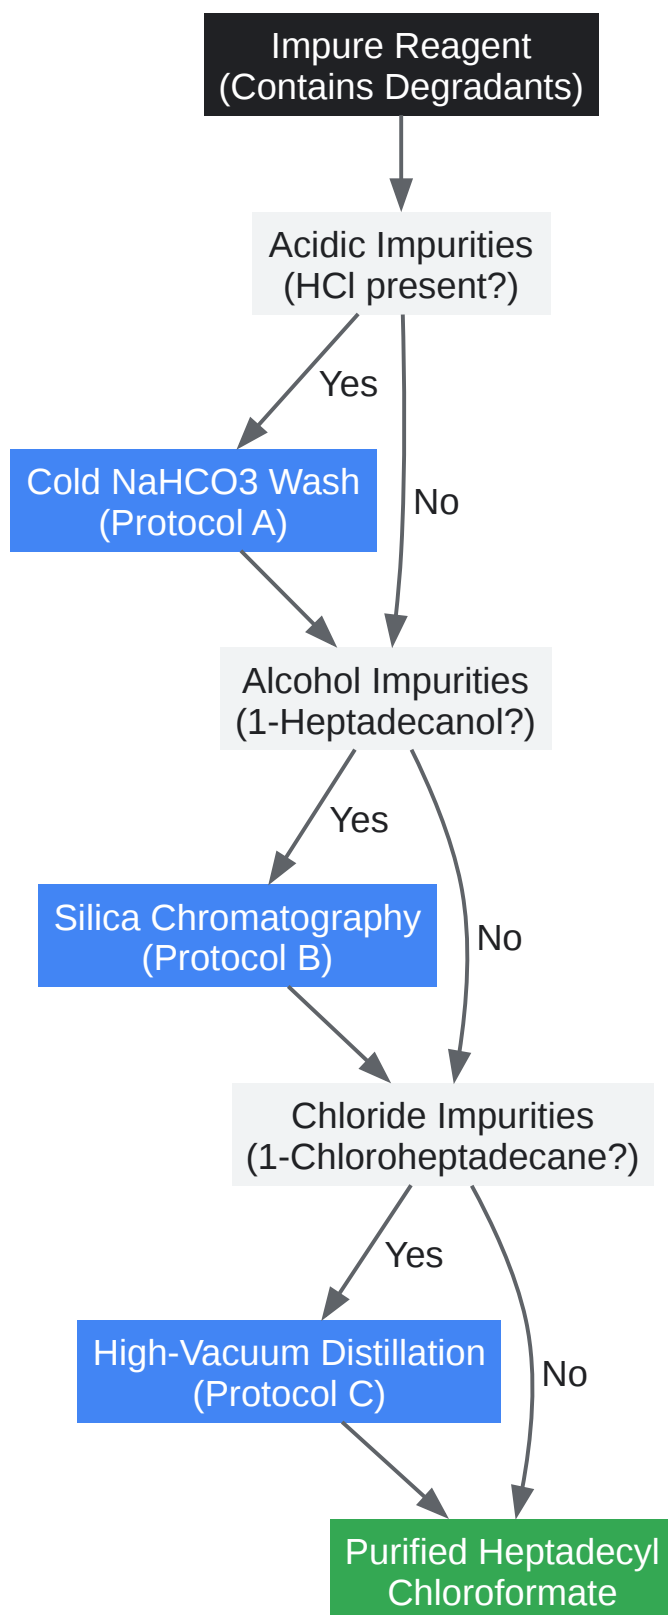 Impure Reagent
(Contains Degradants)
Acidic Impurities
(HCl present?)
Yes
Cold NaHCO3 Wash
(Protocol A)
No
Alcohol Impurities
(1-Heptadecanol?)
Yes
Silica Chromatography
(Protocol B)
No
Chloride Impurities
(1-Chloroheptadecane?)
Yes
High-Vacuum Distillation
(Protocol C)
No
Purified Heptadecyl
Chloroformate